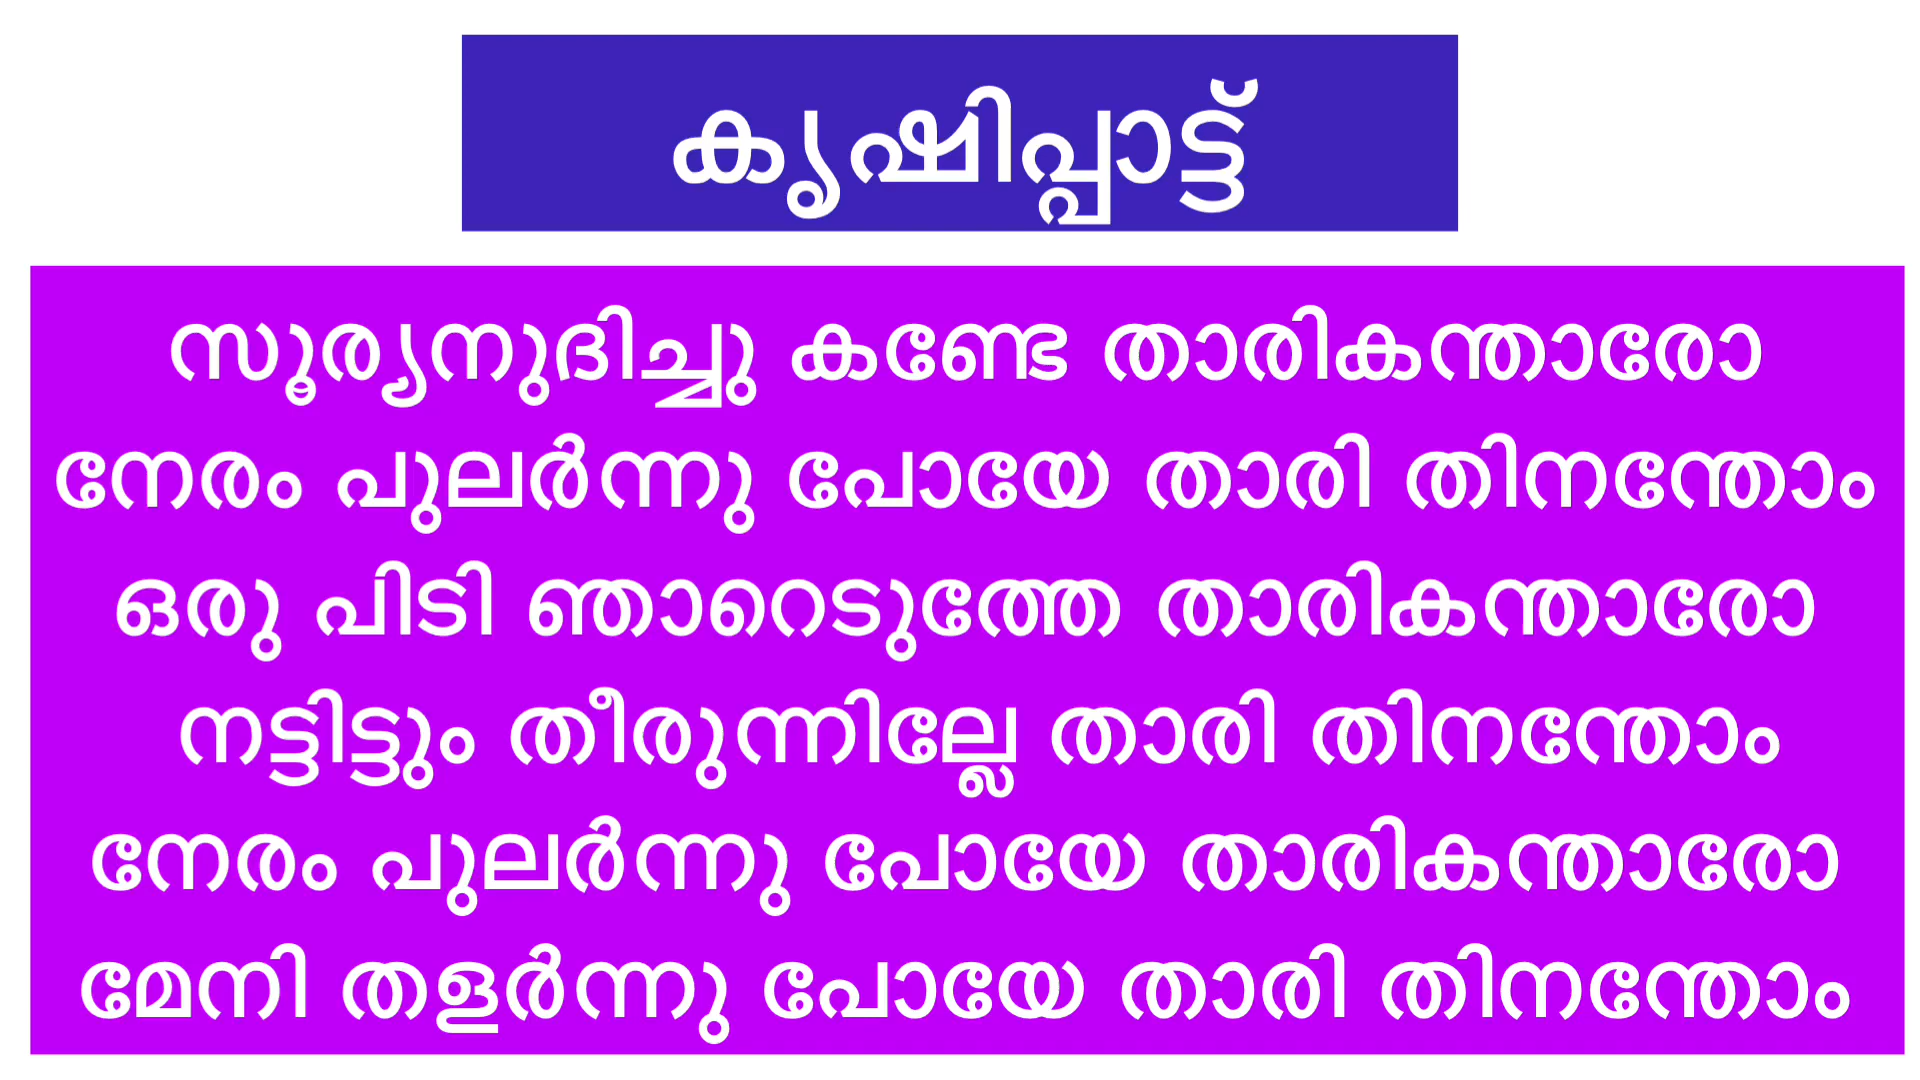 കൃഷിപ്പാട്ട്
സൂര്യനുദിച്ചു കണ്ടേ താരികന്താരോ
നേരം പുലർന്നു പോയേ താരി തിനന്തോം
ഒരു പിടി ഞാറെടുത്തേ താരികന്താരോ
നട്ടിട്ടും തീരുന്നില്ലേ താരി തിനന്തോം
നേരം പുലർന്നു പോയേ താരികന്താരോ
മേനി തളർന്നു പോയേ താരി തിനന്തോം